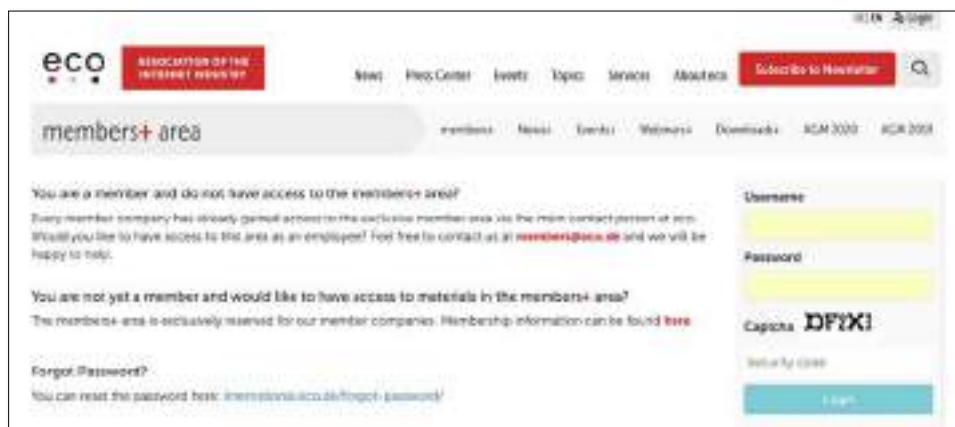 EN Login
eco ASSOCIATION OF THE
INTERNET INDUSTRY
News Press Center Events Topics Services About eco Subscribe to Newsletter
members+ area
members+ News+ Events+ Webinars+ Downloads AGM 2020 AGM 2019
You are a member and do not have access to the members+ area?
Every member company has already gained access to the exclusive member area via the main contact person at eco.
Would you like to have access to this area as an employee? Feel free to contact us at members@eco.de and we will be
happy to help.
You are not yet a member and would like to have access to materials in the members+ area?
The members+ area is exclusively reserved for our member companies. Membership information can be found here
Forgot Password?
You can reset the password here: international.eco.de/forgot-password/
Username
Password
Captcha
Security code
Login